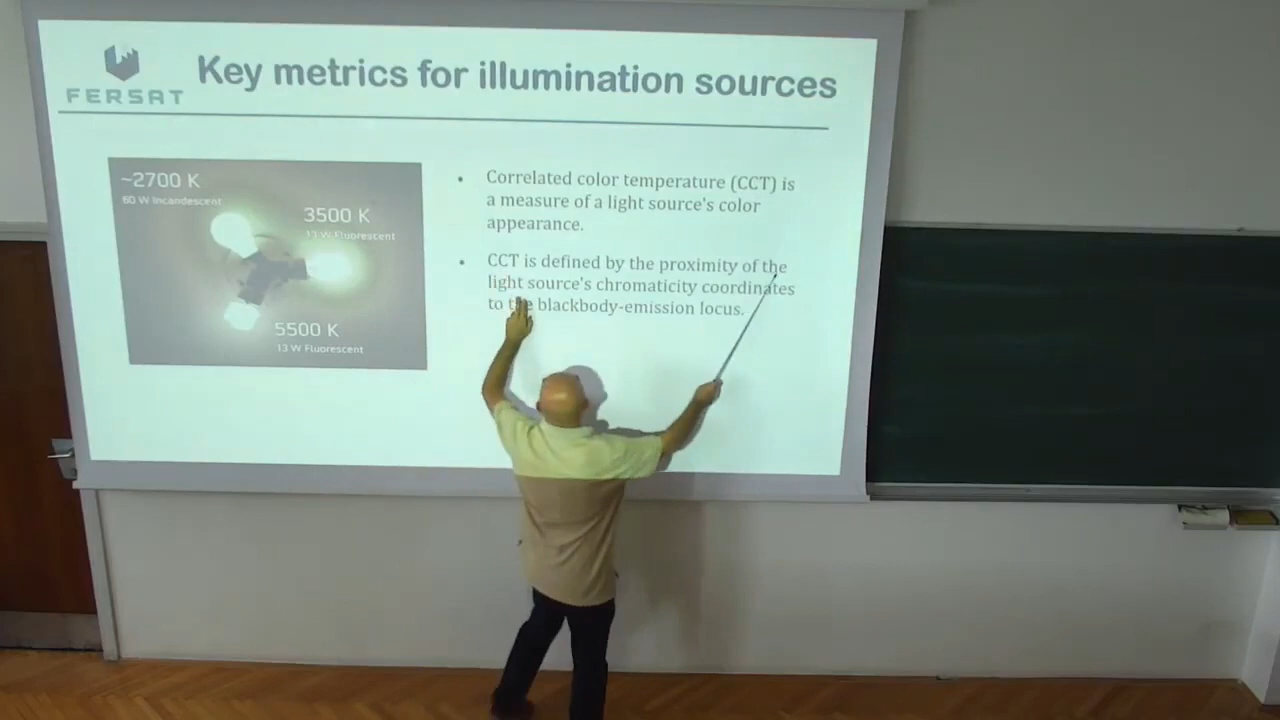 FERSAT
Key metrics for illumination sources
~2700 K
60 W Incandescent
3500 K
13 W Fluorescent
5500 K
13 W Fluorescent
• Correlated color temperature (CCT) is
a measure of a light source's color
appearance.
• CCT is defined by the proximity of the
light source's chromaticity coordinates
to the blackbody-emission locus.